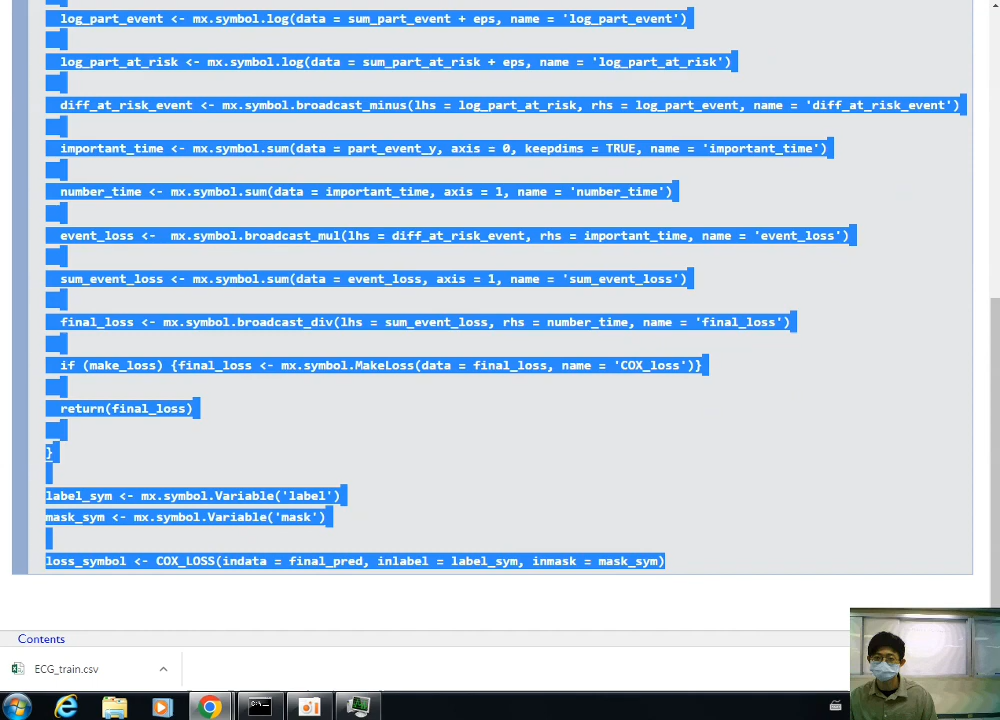 log_part_event <- mx.symbol.log(data = sum_part_event + eps, name = 'log_part_event')
log_part_at_risk <- mx.symbol.log(data = sum_part_at_risk + eps, name = 'log_part_at_risk')
diff_at_risk_event <- mx.symbol.broadcast_minus(lhs = log_part_at_risk, rhs = log_part_event, name = 'diff_at_risk_event')
important_time <- mx.symbol.sum(data = part_event_y, axis = 0, keepdims = TRUE, name = 'important_time')
number_time <- mx.symbol.sum(data = important_time, axis = 1, name = 'number_time')
event_loss <-  mx.symbol.broadcast_mul(lhs = diff_at_risk_event, rhs = important_time, name = 'event_loss')
sum_event_loss <- mx.symbol.sum(data = event_loss, axis = 1, name = 'sum_event_loss')
final_loss <- mx.symbol.broadcast_div(lhs = sum_event_loss, rhs = number_time, name = 'final_loss')
if (make_loss) {final_loss <- mx.symbol.MakeLoss(data = final_loss, name = 'COX_loss')}
return(final_loss)
}
label_sym <- mx.symbol.Variable('label')
mask_sym <- mx.symbol.Variable('mask')
loss_symbol <- COX_LOSS(indata = final_pred, inlabel = label_sym, inmask = mask_sym)
Contents
ECG_train.csv